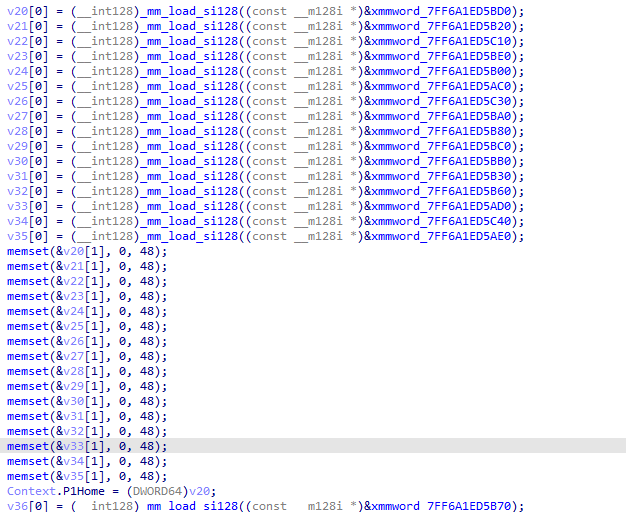 v20[0] = (__int128)_mm_load_si128((const __m128i *)&xmmword_7FF6A1ED5BD0);
v21[0] = (__int128)_mm_load_si128((const __m128i *)&xmmword_7FF6A1ED5B20);
v22[0] = (__int128)_mm_load_si128((const __m128i *)&xmmword_7FF6A1ED5C10);
v23[0] = (__int128)_mm_load_si128((const __m128i *)&xmmword_7FF6A1ED5BE0);
v24[0] = (__int128)_mm_load_si128((const __m128i *)&xmmword_7FF6A1ED5B00);
v25[0] = (__int128)_mm_load_si128((const __m128i *)&xmmword_7FF6A1ED5AC0);
v26[0] = (__int128)_mm_load_si128((const __m128i *)&xmmword_7FF6A1ED5C30);
v27[0] = (__int128)_mm_load_si128((const __m128i *)&xmmword_7FF6A1ED5BA0);
v28[0] = (__int128)_mm_load_si128((const __m128i *)&xmmword_7FF6A1ED5B80);
v29[0] = (__int128)_mm_load_si128((const __m128i *)&xmmword_7FF6A1ED5BC0);
v30[0] = (__int128)_mm_load_si128((const __m128i *)&xmmword_7FF6A1ED5BB0);
v31[0] = (__int128)_mm_load_si128((const __m128i *)&xmmword_7FF6A1ED5B30);
v32[0] = (__int128)_mm_load_si128((const __m128i *)&xmmword_7FF6A1ED5B60);
v33[0] = (__int128)_mm_load_si128((const __m128i *)&xmmword_7FF6A1ED5AD0);
v34[0] = (__int128)_mm_load_si128((const __m128i *)&xmmword_7FF6A1ED5C40);
v35[0] = (__int128)_mm_load_si128((const __m128i *)&xmmword_7FF6A1ED5AE0);
memset(&v20[1], 0, 48);
memset(&v21[1], 0, 48);
memset(&v22[1], 0, 48);
memset(&v23[1], 0, 48);
memset(&v24[1], 0, 48);
memset(&v25[1], 0, 48);
memset(&v26[1], 0, 48);
memset(&v27[1], 0, 48);
memset(&v28[1], 0, 48);
memset(&v29[1], 0, 48);
memset(&v30[1], 0, 48);
memset(&v31[1], 0, 48);
memset(&v32[1], 0, 48);
memset(&v33[1], 0, 48);
memset(&v34[1], 0, 48);
memset(&v35[1], 0, 48);
Context.P1Home = (DWORD64)v20;
v36[0] = (__int128)_mm_load_si128((const __m128i *)&xmmword_7FF6A1ED5B70);